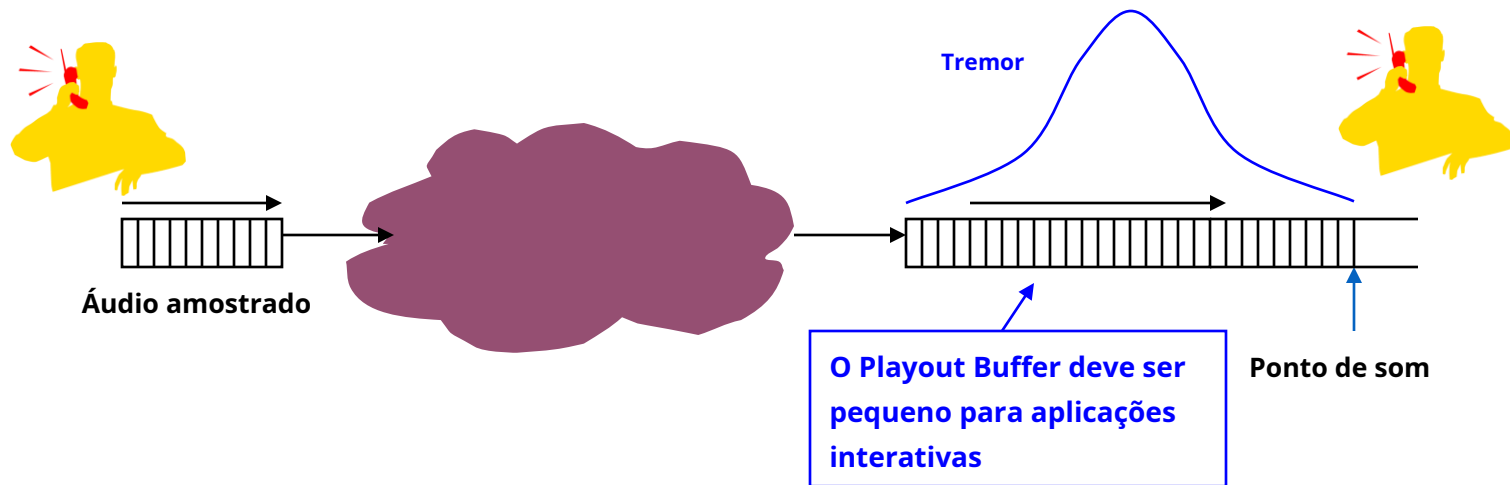 Tremor
Áudio amostrado
O Playout Buffer deve ser
pequeno para aplicações
interativas
Ponto de som